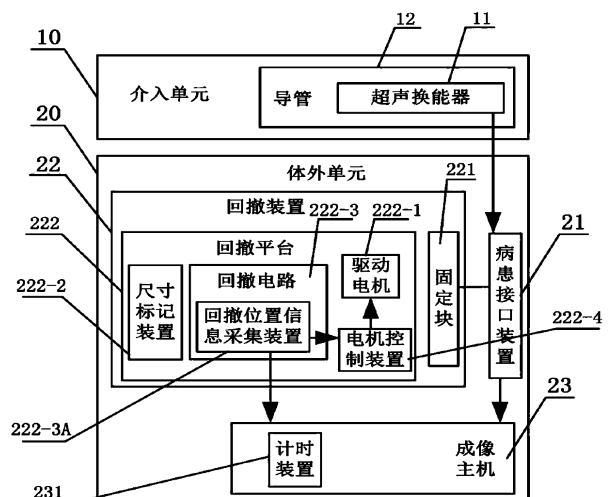 12
11
10
介入单元
导管
超声换能器
20
体外单元
22
221
回撤装置
222-3
222-1
222
回撤平台
21
222-2
尺寸
标记
装置
回撤电路
驱动
电机
固
定
块
病
患
接
口
装
置
回撤位置信
息采集装置
电机控
制装置
222-4
222-3A
23
计时
装置
成像
主机
231